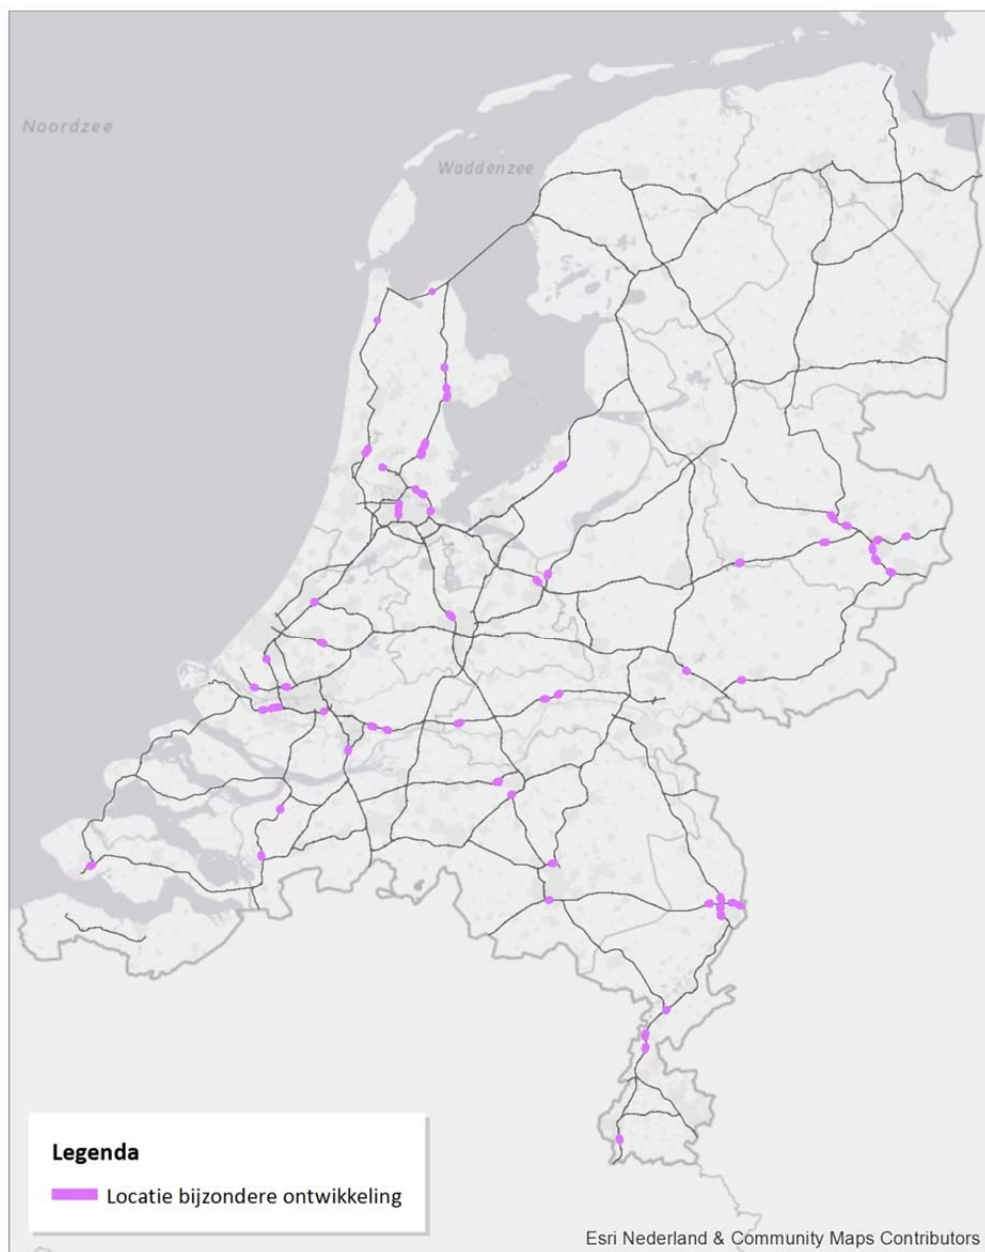 Noordzee
Waddenzee
Legenda
Locatie bijzondere ontwikkeling
Esri Nederland & Community Maps Contributors